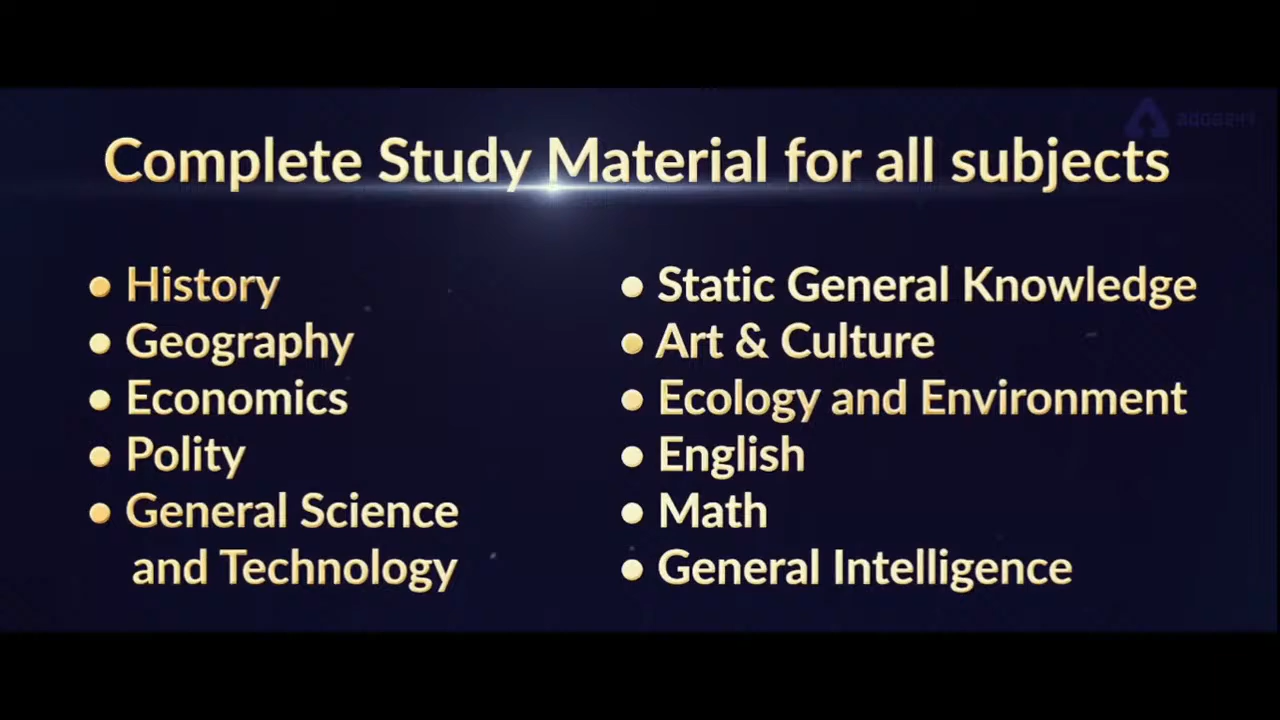 Complete Study Material for all subjects
• History
• Geography
• Economics
• Polity
• General Science
and Technology
• Static General Knowledge
• Art & Culture
• Ecology and Environment
• English
• Math
• General Intelligence